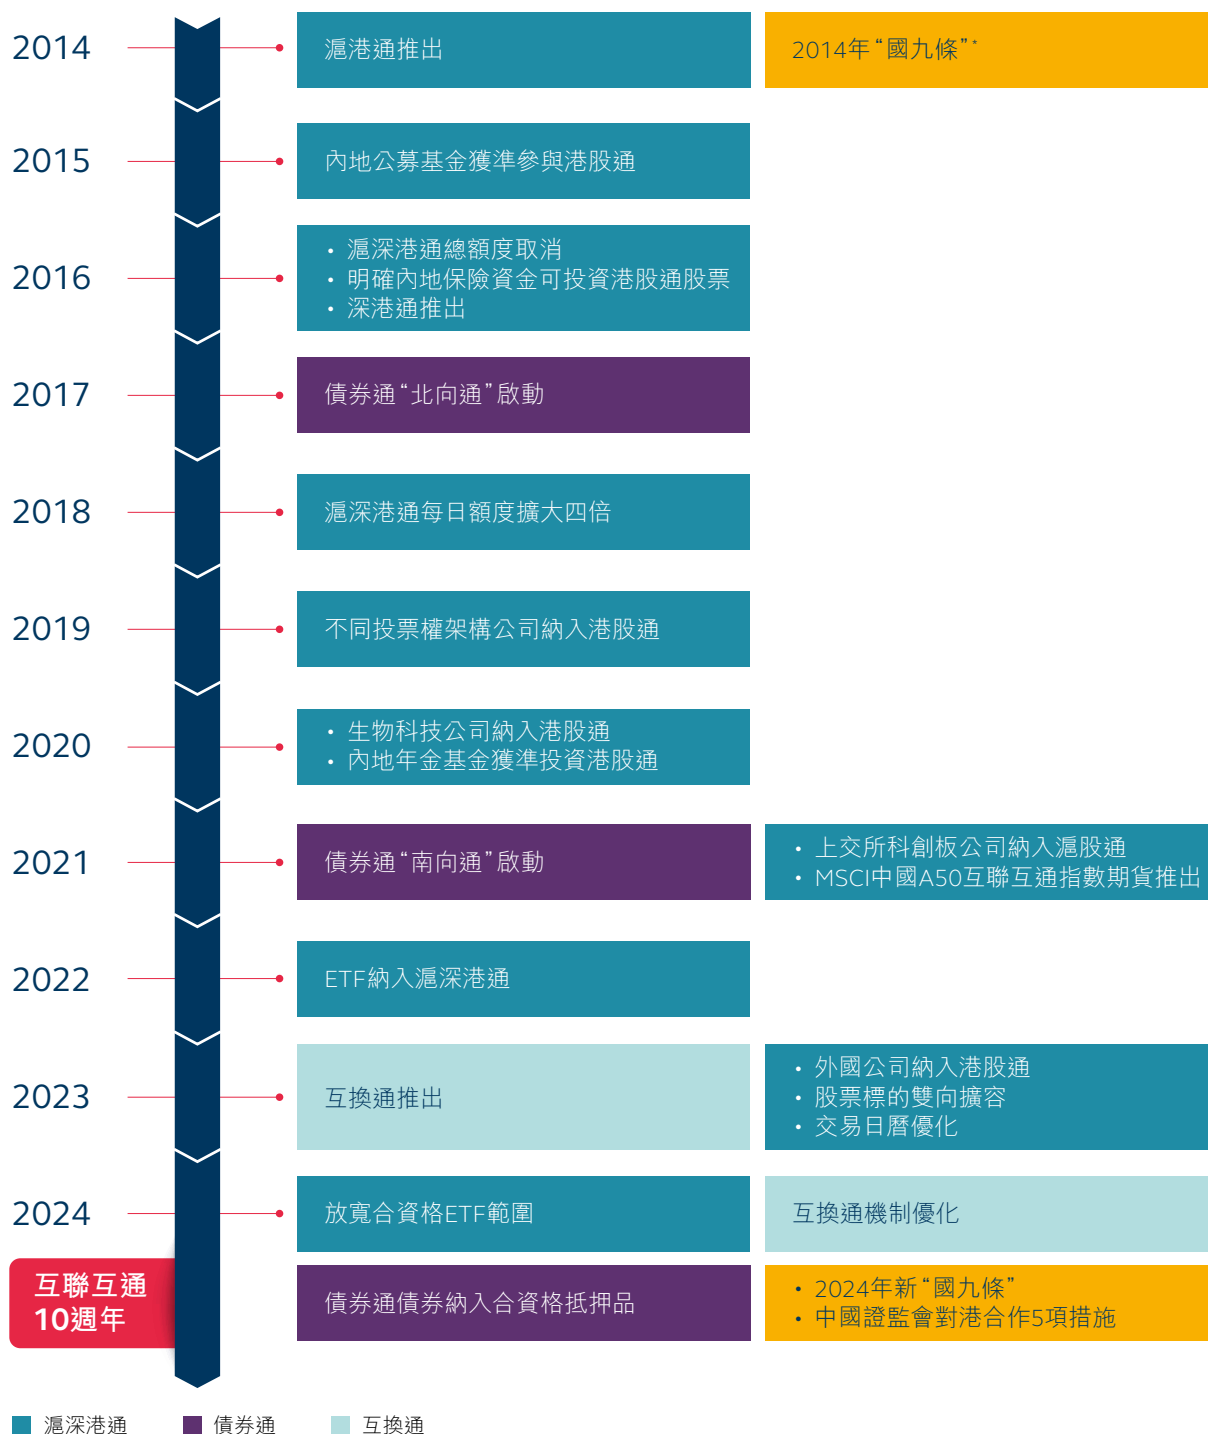 2014
滬港通推出
2014年“國九條”*
2015
內地公募基金獲準參與港股通
2016
• 滬深港通總額度取消
• 明確內地保險資金可投資港股通股票
• 深港通推出
2017
債券通“北向通”啟動
2018
滬深港通每日額度擴大四倍
2019
不同投票權架構公司納入港股通
2020
• 生物科技公司納入港股通
• 內地年金基金獲準投資港股通
2021
債券通“南向通”啟動
• 上交所科創板公司納入滬股通
• MSCI中國A50互聯互通指數期貨推出
2022
ETF納入滬深港通
2023
互換通推出
• 外國公司納入港股通
• 股票標的雙向擴容
• 交易日曆優化
2024
放寬合資格ETF範圍
互換通機制優化
互聯互通
10週年
債券通債券納入合資格抵押品
• 2024年新“國九條”
• 中國證監會對港合作5項措施
滬深港通
債券通
互換通